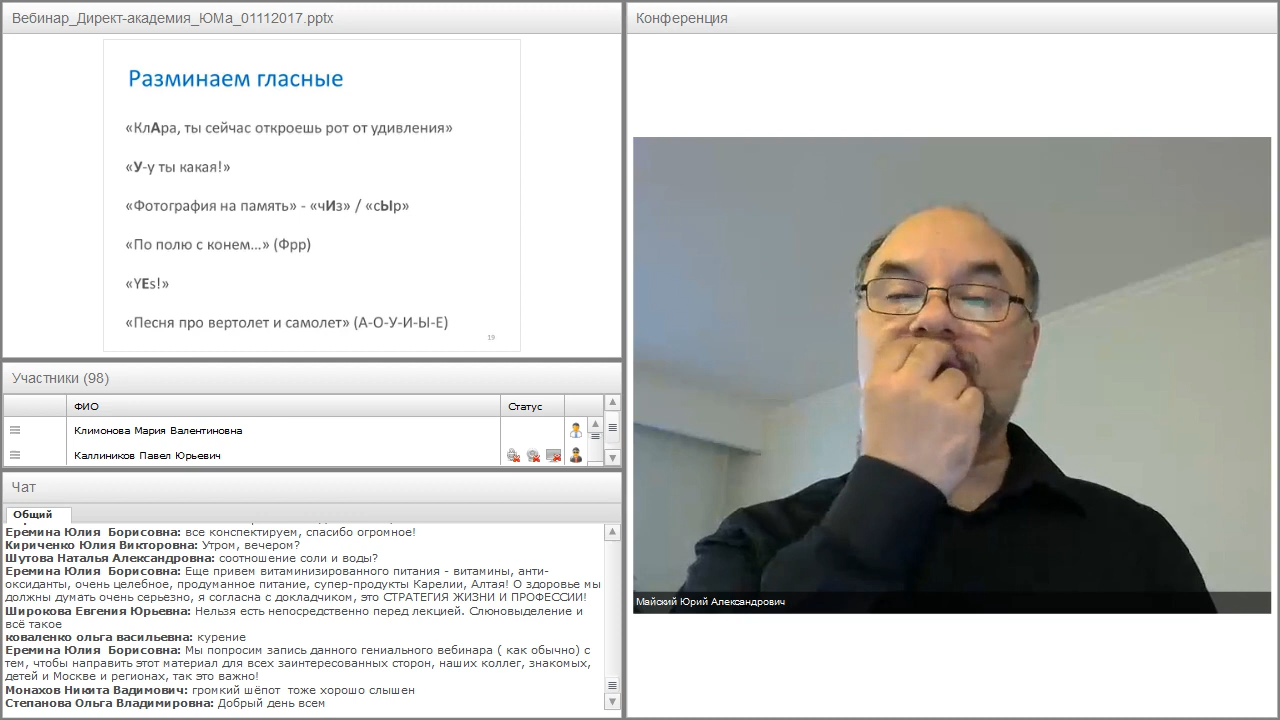 Вебинар_Директ-академия_ЮМа_01112017.pptx
Разминаем гласные
«КлАра, ты сейчас откроешь рот от удивления»
«У-у ты какая!»
«Фотография на память» - «чИз» / «сЫр»
«По полю с конем...» (Фрр)
«YEs!»
«Песня про вертолет и самолет» (А-О-У-И-Ы-Е)
19
Участники (98)
ФИО Статус
Климонова Мария Валентиновна
Каллиников Павел Юрьевич
Чат
Общий
Еремина Юлия Борисовна: все конспектируем, спасибо огромное!
Кириченко Юлия Викторовна: Утром, вечером?
Шутова Наталья Александровна: соотношение соли и воды?
Еремина Юлия Борисовна: Еще привем витаминизированного питания - витамины, анти-
оксиданты, очень целебное, продуманное питание, супер-продукты Карелии, Алтая! О здоровье мы
должны думать очень серьезно, я согласна с докладчиком, это СТРАТЕГИЯ ЖИЗНИ И ПРОФЕССИИ!
Широкова Евгения Юрьевна: Нельзя есть непосредственно перед лекцией. Слюновыделение и
всё такое
коваленко ольга васильевна: курение
Еремина Юлия Борисовна: Мы попросим запись данного гениального вебинара ( как обычно) с
тем, чтобы направить этот материал для всех заинтересованных сторон, наших коллег, знакомых,
детей и Москве и регионах, так это важно!
Монахов Никита Вадимович: громкий шёпот тоже хорошо слышен
Степанова Ольга Владимировна: Добрый день всем
Конференция
Майский Юрий Александрович